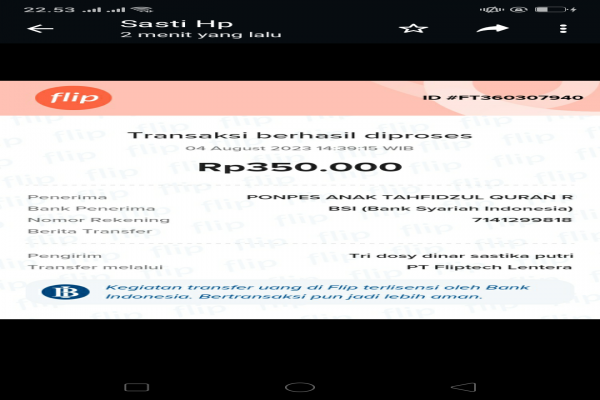 22.53
Sasti Hp
2 menit yang lalu
flip
ID #FT360307940
Transaksi berhasil diproses
04 August 2023 14:39:15 WIB
Rp350.000
Penerima PONPES ANAK TAHFIDZUL QURAN R
Bank Penerima BSI (Bank Syariah Indonesia)
Nomor Rekening 7141299818
Berita Transfer
Pengirim Tri dosy dinar sastika putri
Transfer melalui PT Fliptech Lentera
Kegiatan transfer uang di Flip terlisensi oleh Bank
Indonesia. Bertransaksi pun jadi lebih aman.